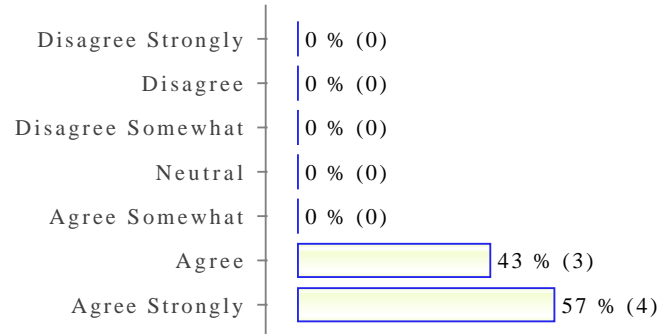 Disagree Strongly 0 % (0)
Disagree 0 % (0)
Disagree Somewhat 0 % (0)
Neutral 0 % (0)
Agree Somewhat 0 % (0)
Agree 43 % (3)
Agree Strongly 57 % (4)